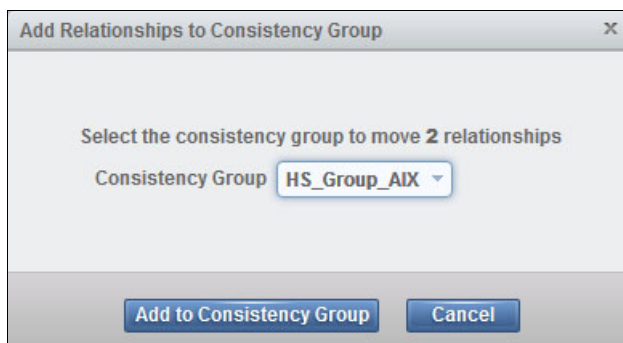 Add Relationships to Consistency Group x
Select the consistency group to move 2 relationships
Consistency Group HS_Group_AIX
Add to Consistency Group Cancel